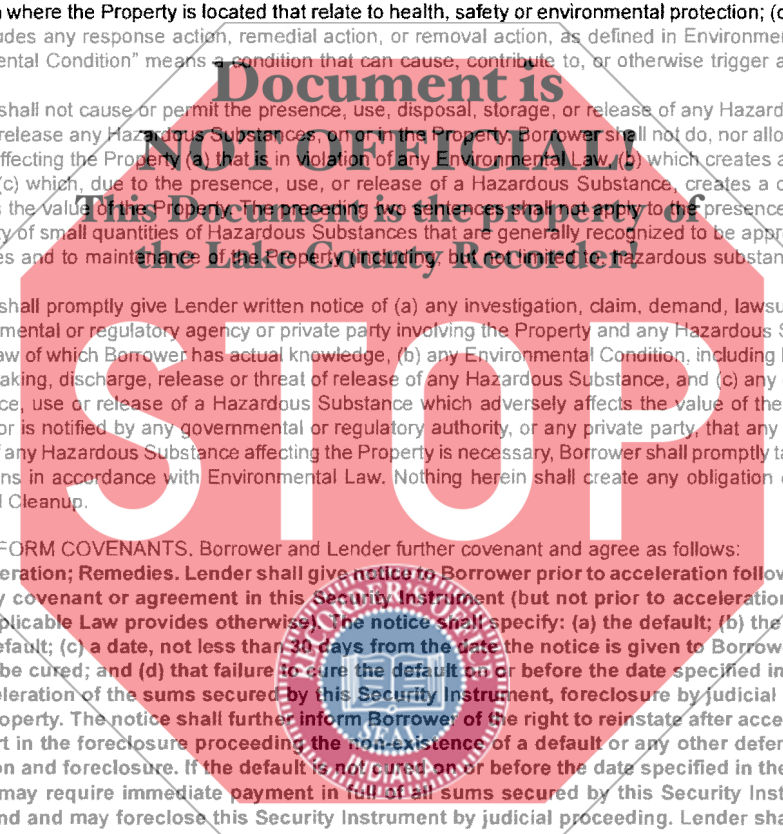 where the Property is located that relate to health, safety or environmental protection; (
des any response action, remedial action, or removal action, as defined in Environme
ental Condition" means a condition that can cause, contribute to, or otherwise trigger a
Document is
shall not cause or permit the presence, use, disposal, storage, or release of any Hazard
release any Hazardous Substances, on or in the Property. Borrower shall not do, nor allo
NOT OFFICIAL!
ffecting the Property (a) that is in violation of any Environmental Law, (b) which creates a
(c) which, due to the presence, use, or release of a Hazardous Substance, creates a c
This Document is the property of
s the value of the Property. The preceding two sentences shall not apply to the presence
ty of small quantities of Hazardous Substances that are generally recognized to be appr
the Lake County Recorder!
es and to maintenance of the Property (including, but not limited to, hazardous substan
shall promptly give Lender written notice of (a) any investigation, claim, demand, lawsu
mental or regulatory agency or private party involving the Property and any Hazardous S
aw of which Borrower has actual knowledge, (b) any Environmental Condition, including
aking, discharge, release or threat of release of any Hazardous Substance, and (c) any
ce, use or release of a Hazardous Substance which adversely affects the value of the
or is notified by any governmental or regulatory authority, or any private party, that any
f any Hazardous Substance affecting the Property is necessary, Borrower shall promptly ta
ns in accordance with Environmental Law. Nothing herein shall create any obligation
l Cleanup.
STOP
FORM COVENANTS. Borrower and Lender further covenant and agree as follows:
eration; Remedies. Lender shall give notice to Borrower prior to acceleration follow
y covenant or agreement in this Security Instrument (but not prior to acceleration
plicable Law provides otherwise). The notice shall specify: (a) the default; (b) the
efault; (c) a date, not less than 30 days from the date the notice is given to Borrow
be cured; and (d) that failure to cure the default on or before the date specified in
eleration of the sums secured by this Security Instrument, foreclosure by judicial
operty. The notice shall further inform Borrower of the right to reinstate after acce
rt in the foreclosure proceeding the non-existence of a default or any other defen
on and foreclosure. If the default is not cured on or before the date specified in the
may require immediate payment in full of all sums secured by this Security Inst
nd and may foreclose this Security Instrument by judicial proceeding. Lender sha
RECORDER'S OFFICE
SEAL
INDIANA